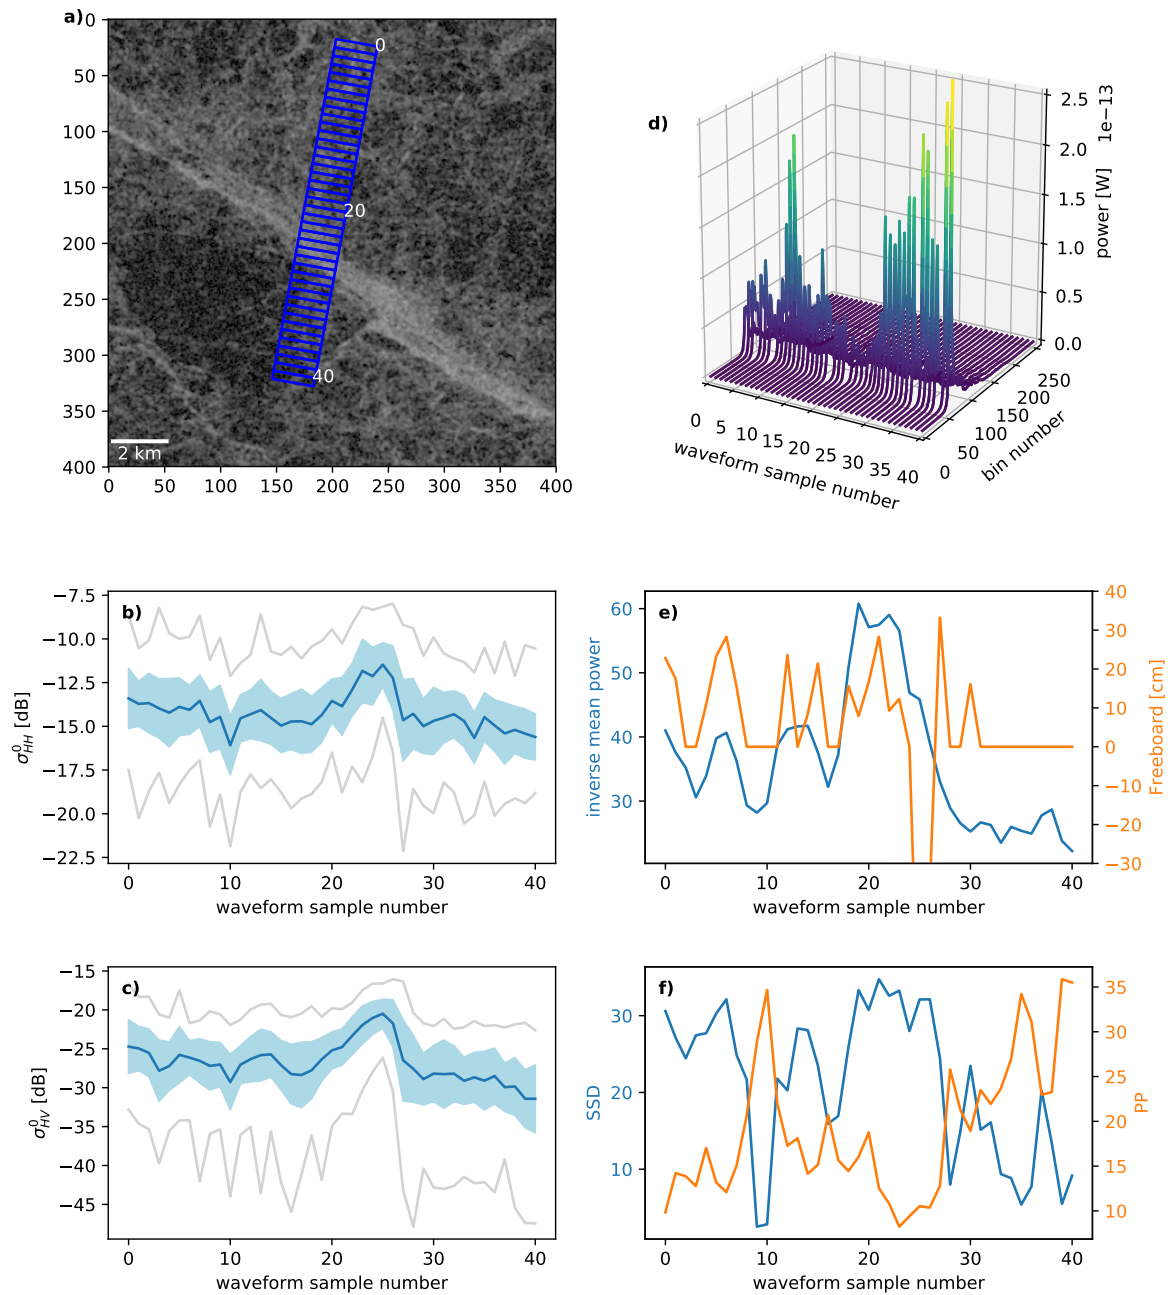 a)
0
50
100
150
200
250
300
350
400
0 50 100 150 200 250 300 350 400
0
20
40
2 km
d)
0 5 10 15 20 25 30 35 40
waveform sample number
0 50 100 150 200 250
bin number
0.0 0.5 1.0 1.5 2.0 2.5
power [W]
1e−13
b)
−7.5
−10.0
−12.5
−15.0
−17.5
−20.0
−22.5
σ⁰HH [dB]
0 10 20 30 40
waveform sample number
e)
60
50
40
30
inverse mean power
40
30
20
10
0
−10
−20
−30
Freeboard [cm]
0 10 20 30 40
waveform sample number
c)
−15
−20
−25
−30
−35
−40
−45
σ⁰HV [dB]
0 10 20 30 40
waveform sample number
f)
30
20
10
SSD
35
30
25
20
15
10
PP
0 10 20 30 40
waveform sample number